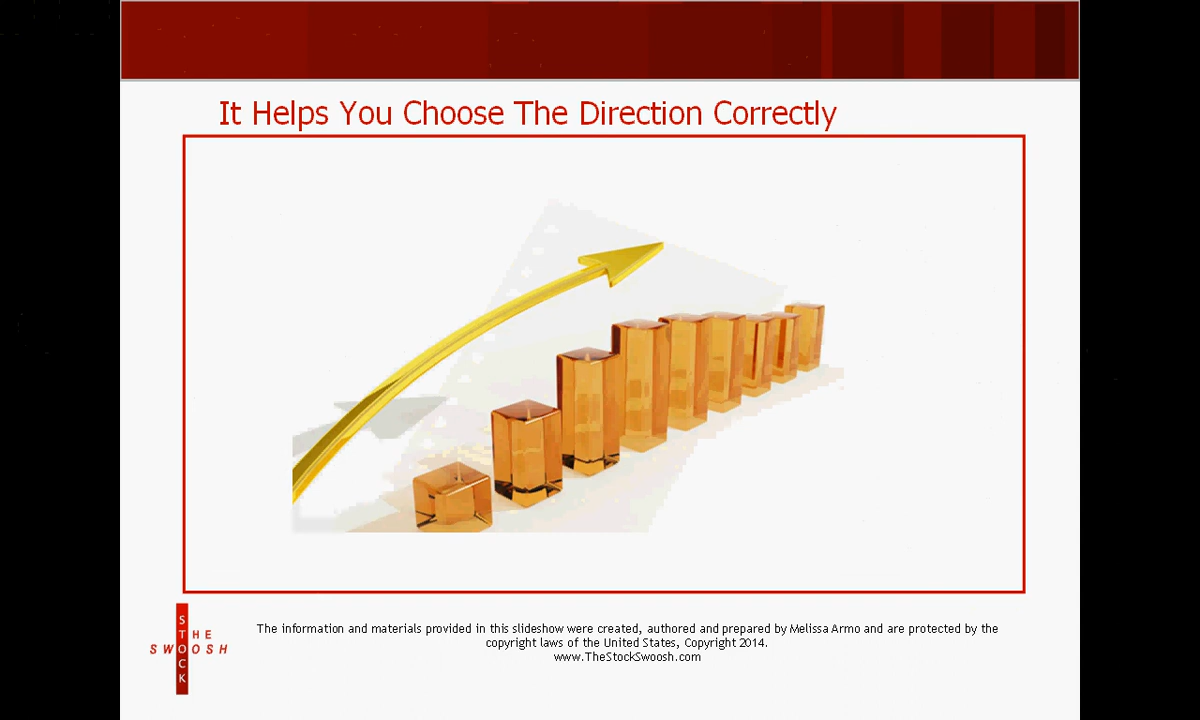 It Helps You Choose The Direction Correctly
The information and materials provided in this slideshow were created, authored and prepared by Melissa Armo and are protected by the
copyright laws of the United States, Copyright 2014.
www.TheStockSwoosh.com
THE
STOCK
SWOOSH